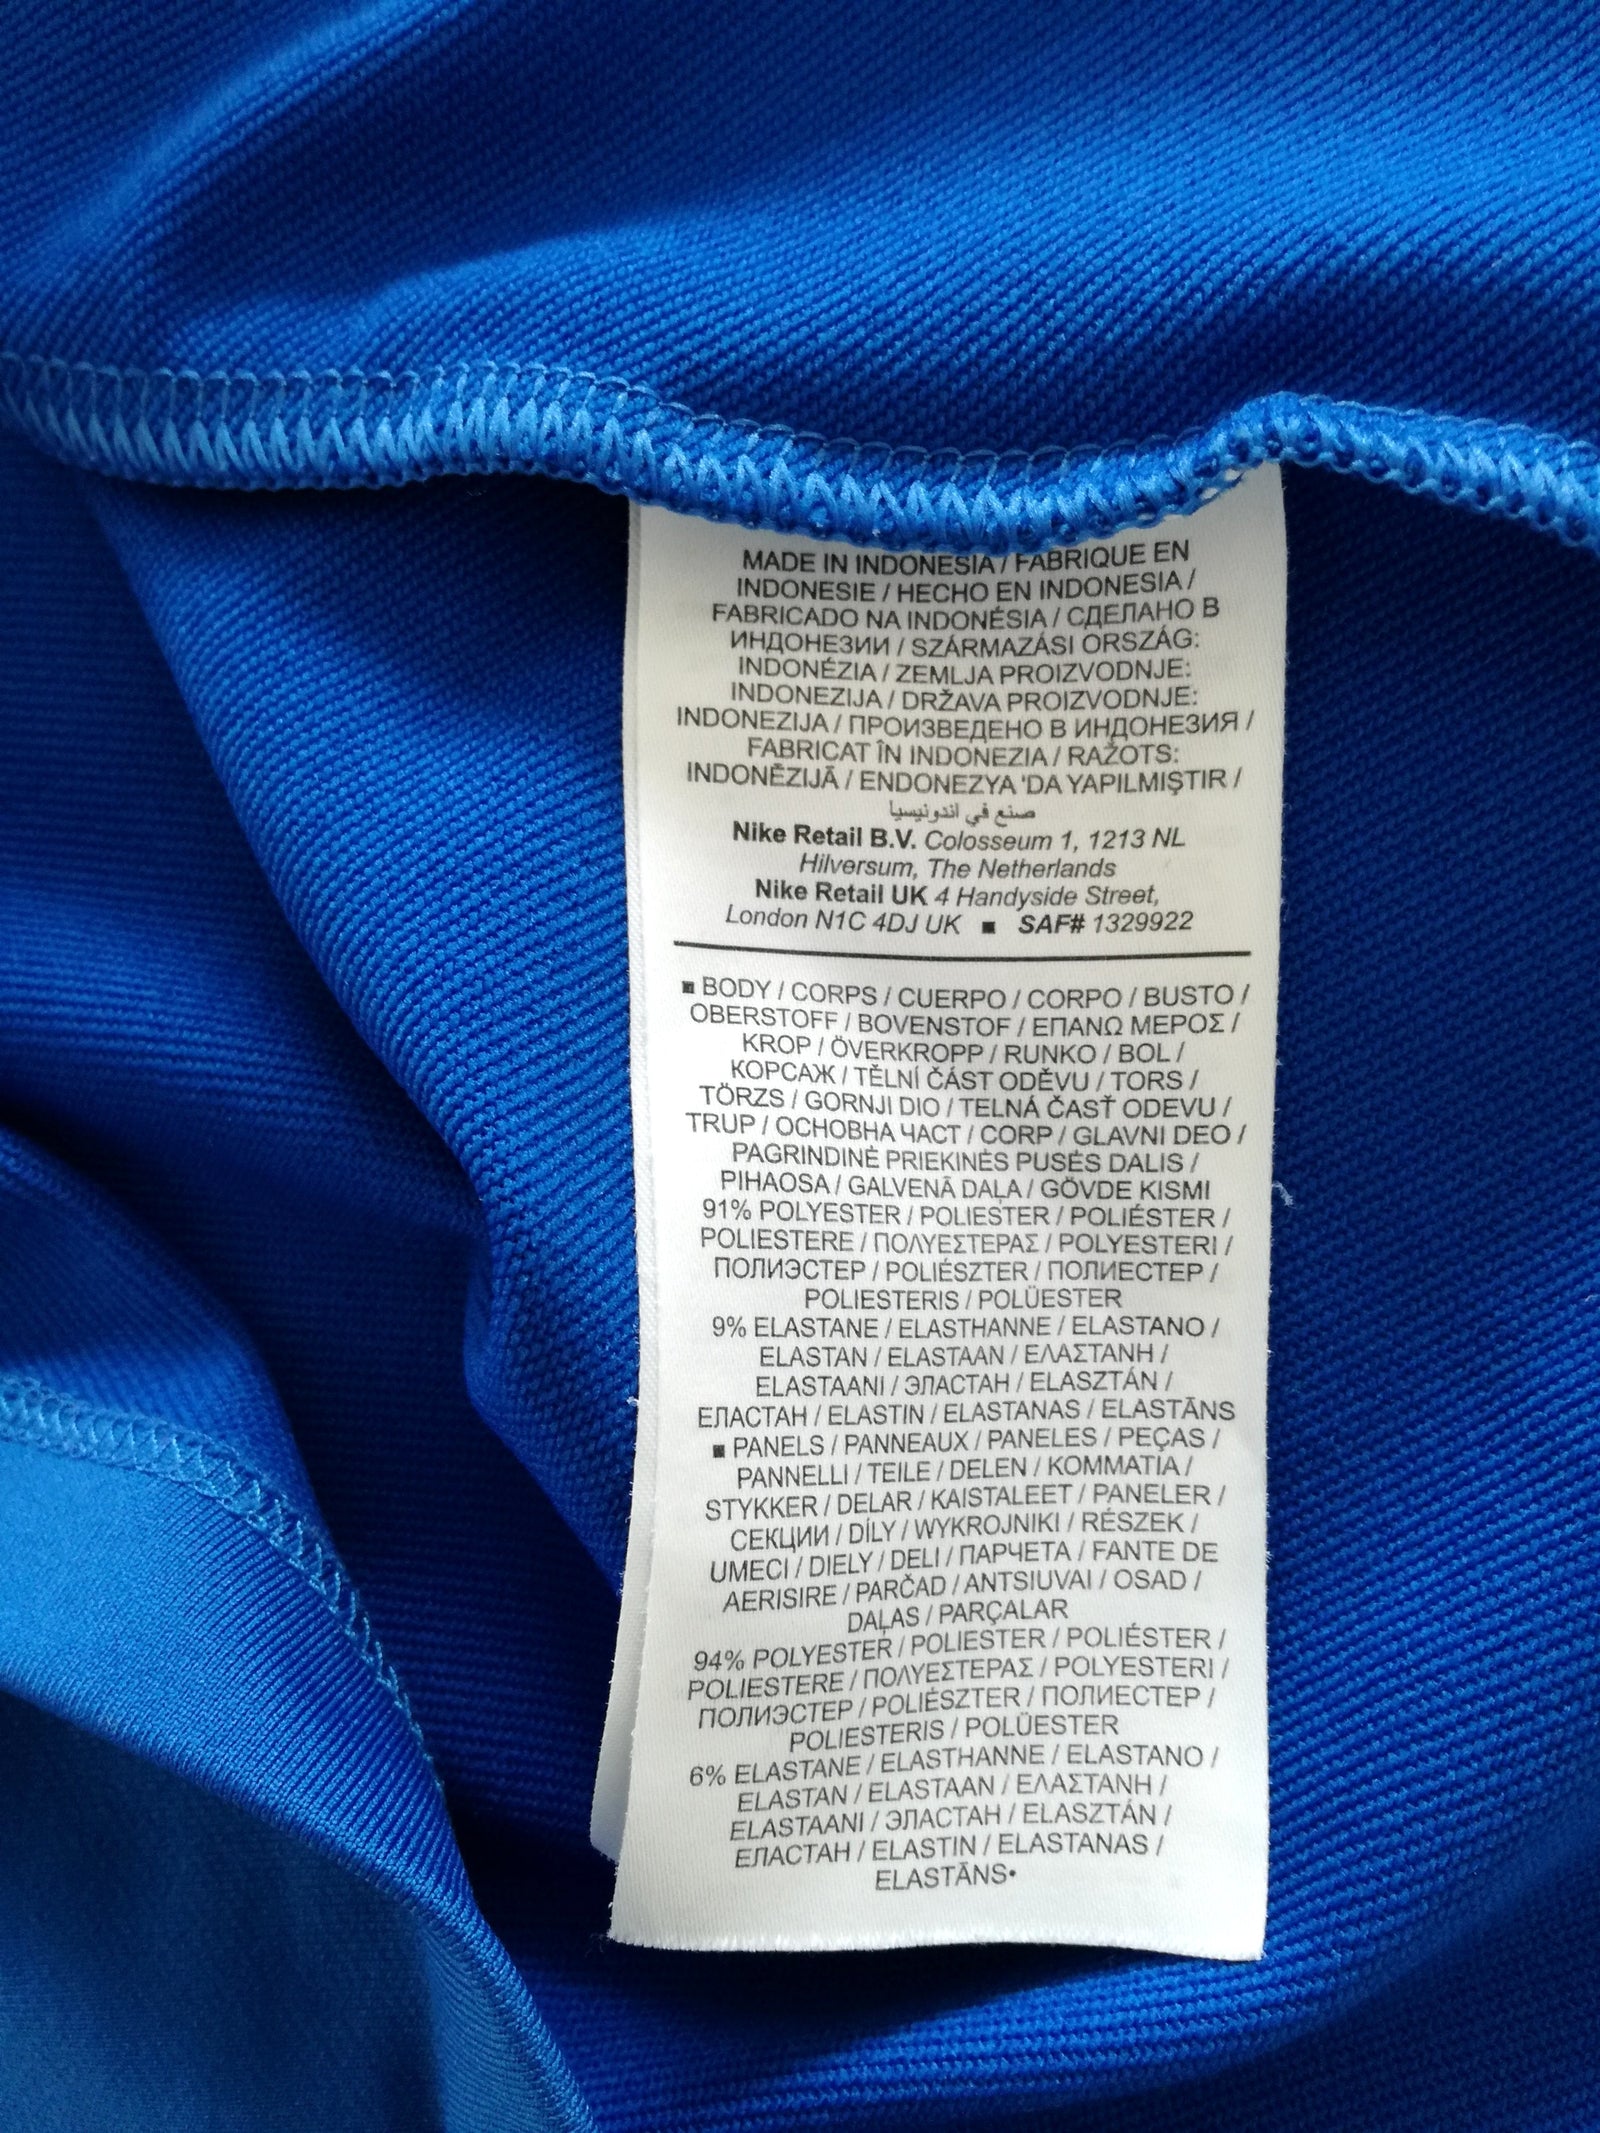 MADE IN INDONESIA / FABRIQUE EN
INDONESIE / HECHO EN INDONESIA /
FABRICADO NA INDONÉSIA / СДЕЛАНО В
ИНДОНЕЗИИ / SZÁRMAZÁSI ORSZÁG:
INDONÉZIA / ZEMLJA PROIZVODNJE:
INDONEZIJA / DRŽAVA PROIZVODNJE:
INDONEZIJA / ПРОИЗВЕДЕНО В ИНДОНЕЗИЯ /
FABRICAT ÎN INDONEZIA / RAŽOTS:
INDONĒZIJĀ / ENDONEZYA 'DA YAPILMIŞTIR /
صنع في اندونيسيا
Nike Retail B.V. Colosseum 1, 1213 NL
Hilversum, The Netherlands
Nike Retail UK 4 Handyside Street,
London N1C 4DJ UK ■ SAF# 1329922
■ BODY / CORPS / CUERPO / CORPO / BUSTO /
OBERSTOFF / BOVENSTOF / ΕΠΑΝΩ ΜΕΡΟΣ /
KROP / ÖVERKROPP / RUNKO / BOL /
КОРСАЖ / TĚLNÍ ČÁST ODĚVU / TORS /
TÖRZS / GORNJI DIO / TELNÁ ČASŤ ODEVU /
TRUP / ОСНОВНА ЧАСТ / CORP / GLAVNI DEO /
PAGRINDINĖ PRIEKINĖS PUSĖS DALIS /
PIHAOSA / GALVENĀ DAĻA / GÖVDE KISMI
91% POLYESTER / POLIESTER / POLIÉSTER /
POLIESTERE / ΠΟΛΥΕΣΤΕΡΑΣ / POLYESTERI /
ПОЛИЭСТЕР / POLIÉSZTER / ПОЛИЕСТЕР /
POLIESTERIS / POLÜESTER
9% ELASTANE / ELASTHANNE / ELASTANO /
ELASTAN / ELASTAAN / ΕΛΑΣΤΑΝΗ /
ELASTAANI / ЭЛАСТАН / ELASZTÁN /
ЕЛАСТАН / ELASTIN / ELASTANAS / ELASTĀNS
■ PANELS / PANNEAUX / PANELES / PEÇAS /
PANNELLI / TEILE / DELEN / ΚΟΜΜΑΤΙΑ /
STYKKER / DELAR / KAISTALEET / PANELER /
СЕКЦИИ / DÍLY / WYKROJNIKI / RÉSZEK /
UMECI / DIELY / DELI / ПАРЧЕТА / FANTE DE
AERISIRE / PARČAD / ANTSIUVAI / OSAD /
DAĻAS / PARÇALAR
94% POLYESTER / POLIESTER / POLIÉSTER /
POLIESTERE / ΠΟΛΥΕΣΤΕΡΑΣ / POLYESTERI /
ПОЛИЭСТЕР / POLIÉSZTER / ПОЛИЕСТЕР /
POLIESTERIS / POLÜESTER
6% ELASTANE / ELASTHANNE / ELASTANO /
ELASTAN / ELASTAAN / ΕΛΑΣΤΑΝΗ /
ELASTAANI / ЭЛАСТАН / ELASZTÁN /
ЕЛАСТАН / ELASTIN / ELASTANAS /
ELASTĀNS•